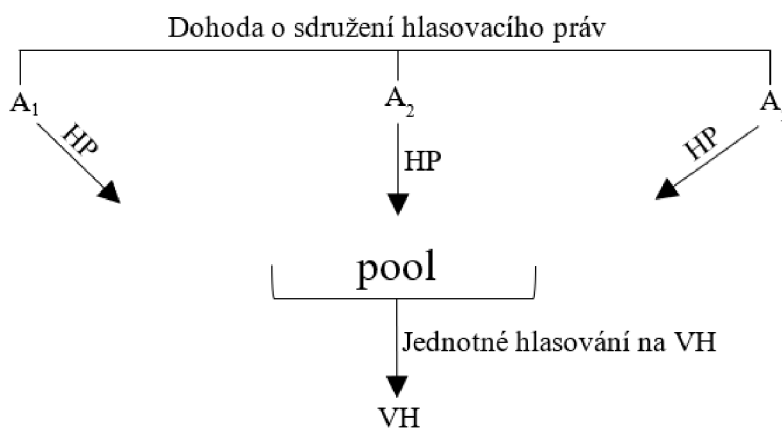 Dohoda o sdružení hlasovacího práv
A₁ A₂ A
HP HP HP
pool
Jednotné hlasování na VH
VH